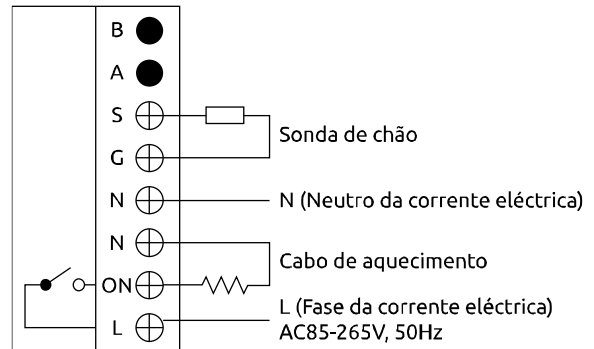 B
A
S
G
Sonda de chão
N
N (Neutro da corrente eléctrica)
N
Cabo de aquecimento
ON
L (Fase da corrente eléctrica)
L
AC85-265V, 50Hz